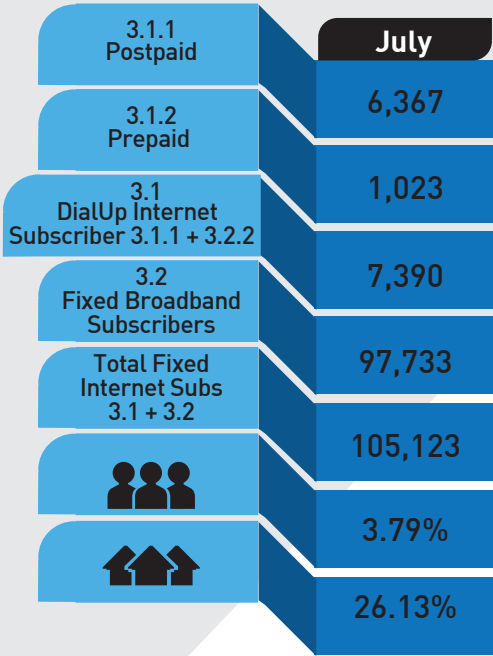 3.1.1
Postpaid
July
6,367
3.1.2
Prepaid
1,023
3.1
DialUp Internet
Subscriber 3.1.1 + 3.2.2
7,390
3.2
Fixed Broadband
Subscribers
97,733
Total Fixed
Internet Subs
3.1 + 3.2
105,123
3.79%
26.13%